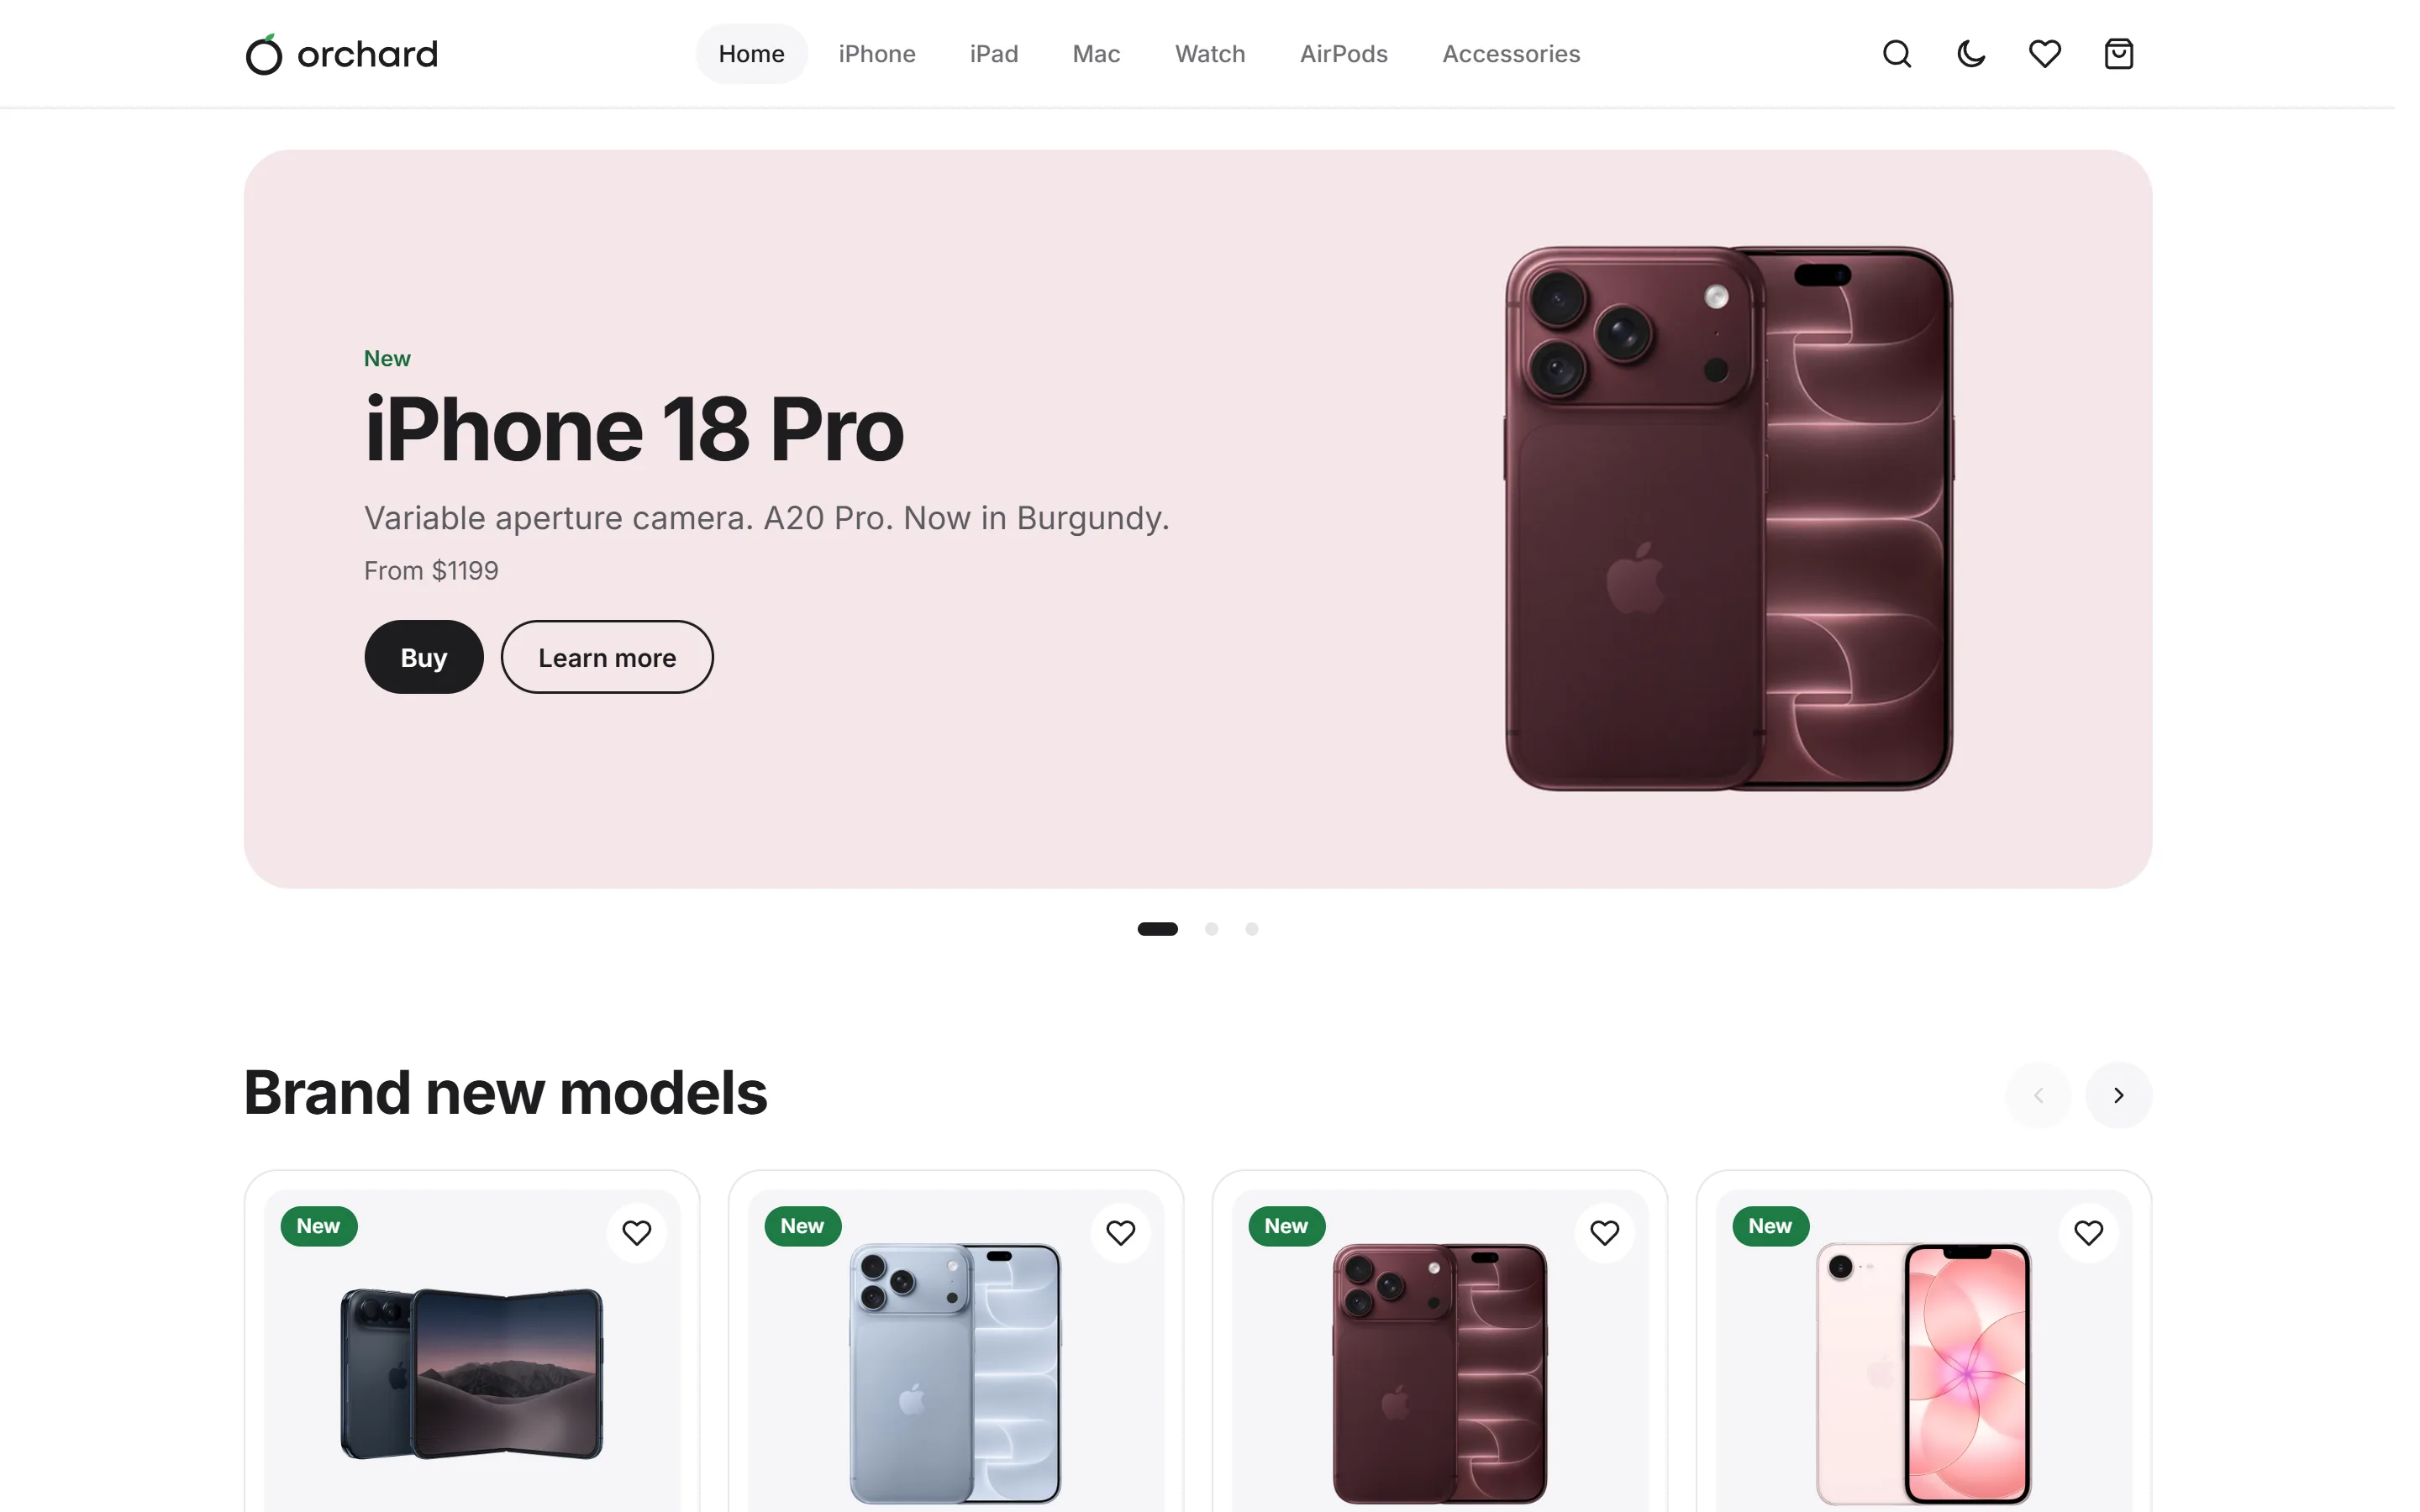 orchard
Home iPhone iPad Mac Watch AirPods Accessories
New
iPhone 18 Pro
Variable aperture camera. A20 Pro. Now in Burgundy.
From $1199
Buy Learn more
Brand new models
New New New New